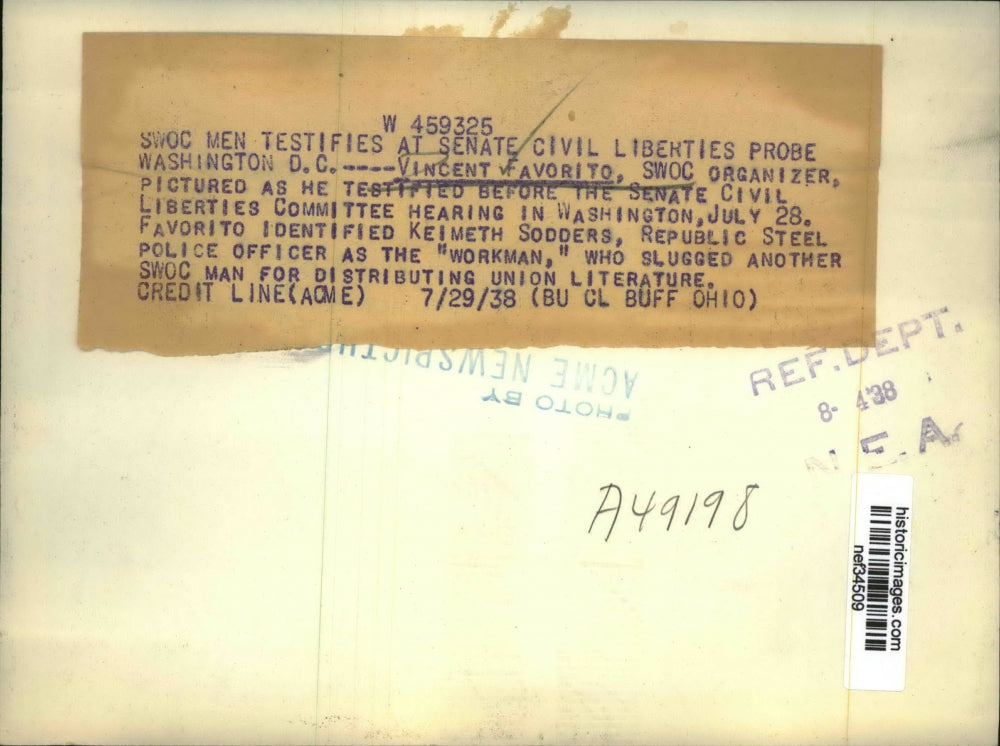 W 459325
SWOC MEN TESTIFIES AT SENATE CIVIL LIBERTIES PROBE
WASHINGTON D.C.-----VINCENT FAVORITO, SWOC ORGANIZER,
PICTURED AS HE TESTIFIED BEFORE THE SENATE CIVIL
LIBERTIES COMMITTEE HEARING IN WASHINGTON,JULY 28.
FAVORITO IDENTIFIED KEIMETH SODDERS, REPUBLIC STEEL
POLICE OFFICER AS THE "WORKMAN," WHO SLUGGED ANOTHER
SWOC MAN FOR DISTRIBUTING UNION LITERATURE.
CREDIT LINE(ACME) 7/29/38 (BU CL BUFF OHIO)
PHOTO BY
ACME
REF. DEPT.
8- 4'38
N.E.A.
A49198
historicimages.com
nef34509